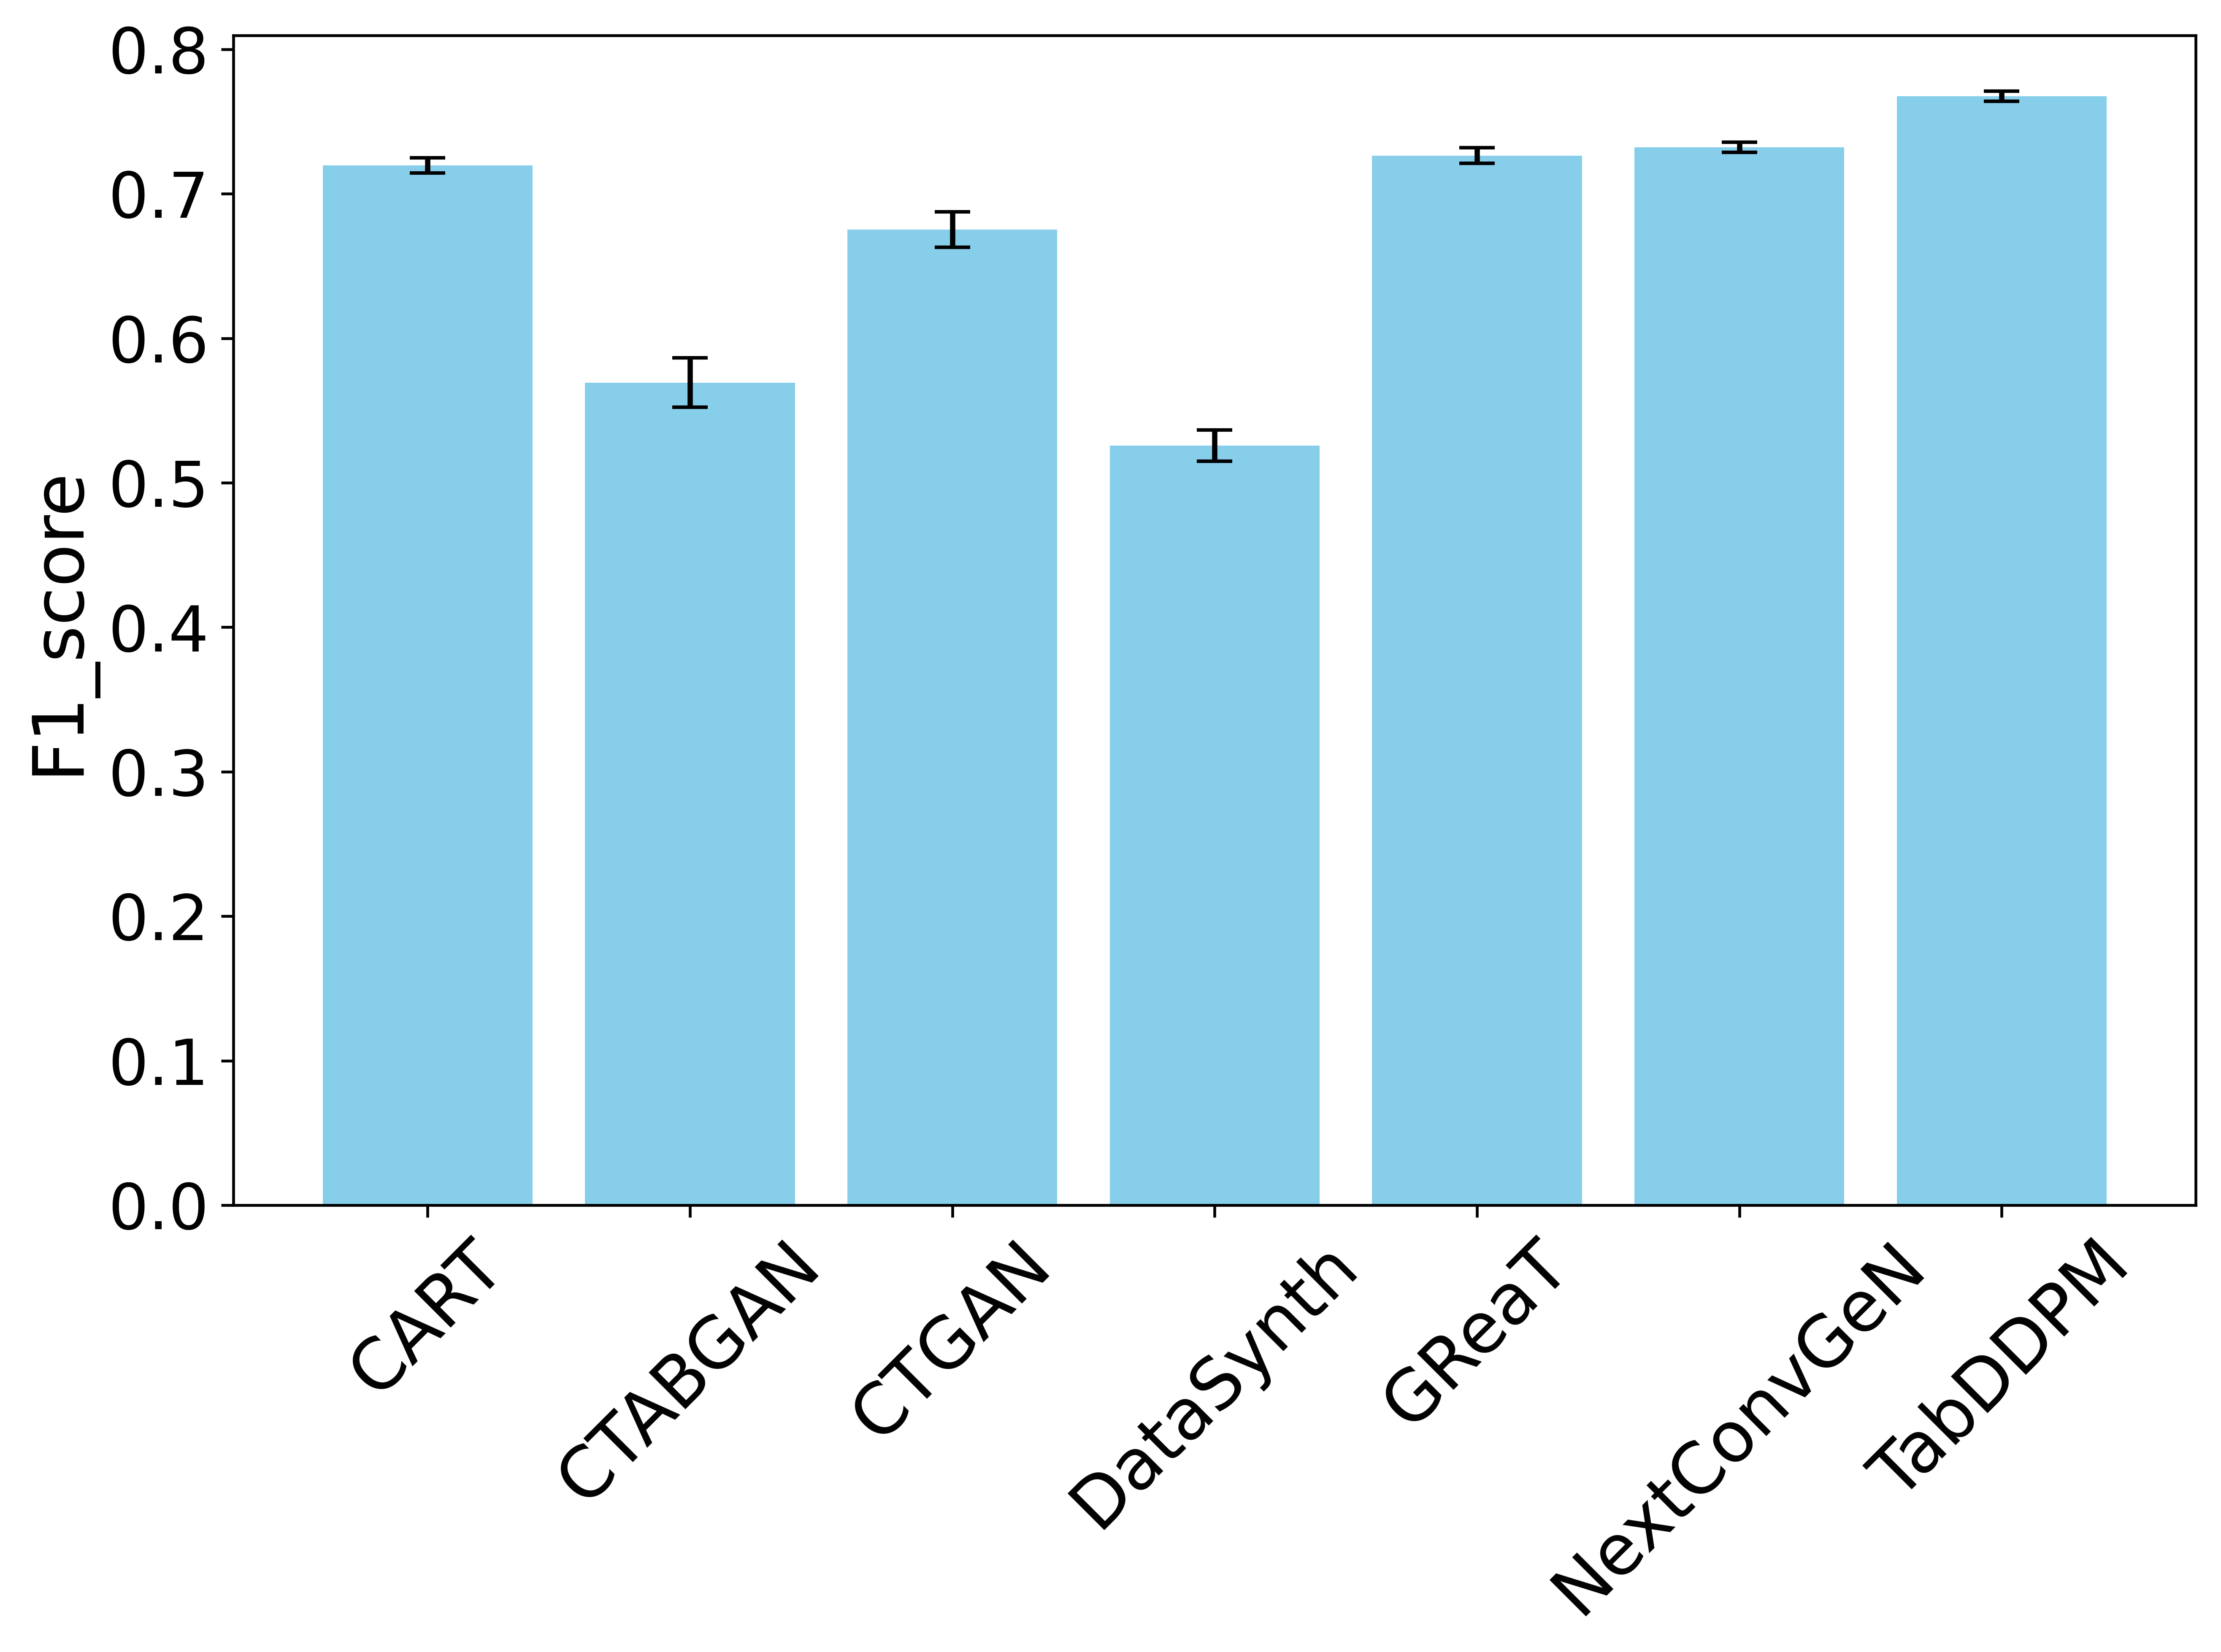 F1_score
0.8
0.7
0.6
0.5
0.4
0.3
0.2
0.1
0.0
CART
CTABGAN
CTGAN
DataSynth
GReaT
NextConvGeN
TabDDPM